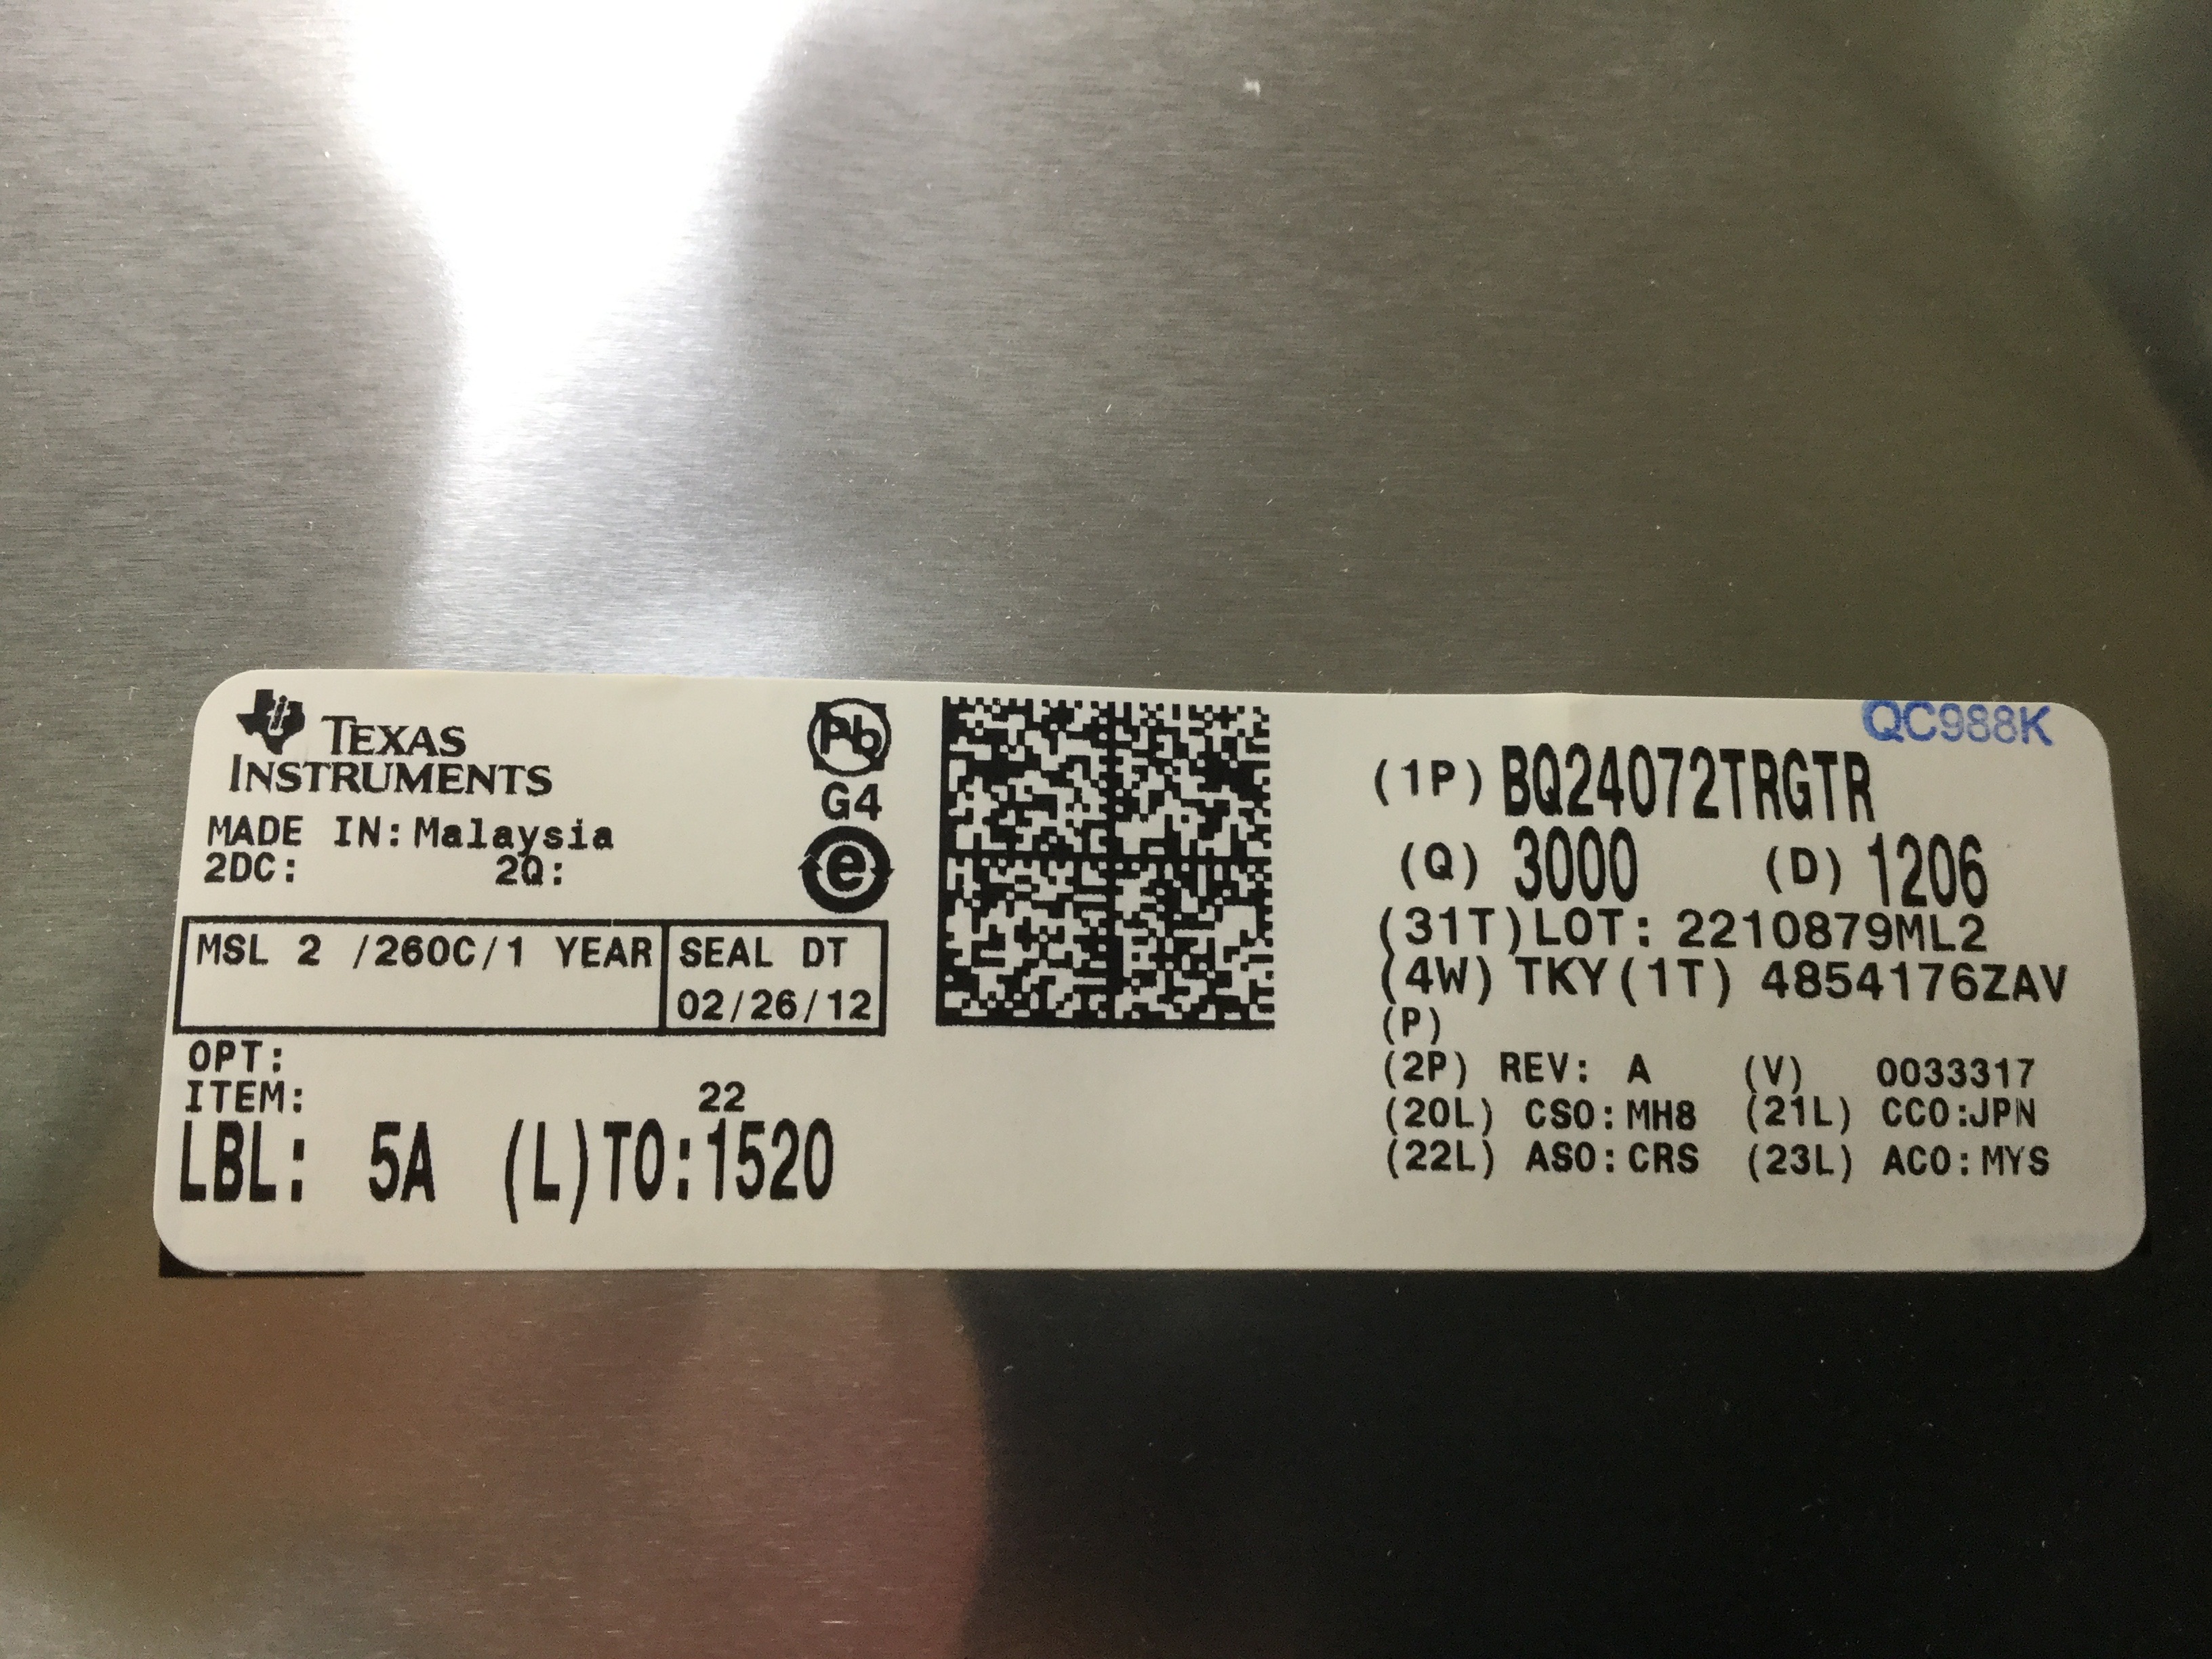 TEXAS
INSTRUMENTS
MADE IN: Malaysia
2DC: 2Q:
Pb
G4
e
MSL 2 /260C/1 YEAR
SEAL DT
02/26/12
OPT:
ITEM: 22
LBL: 5A (L)TO:1520
QC988K
(1P) BQ24072TRGTR
(Q) 3000 (D) 1206
(31T)LOT: 2210879ML2
(4W) TKY(1T) 4854176ZAV
(P)
(2P) REV: A (V) 0033317
(20L) CSO:MH8 (21L) CCO:JPN
(22L) ASO:CRS (23L) ACO:MYS